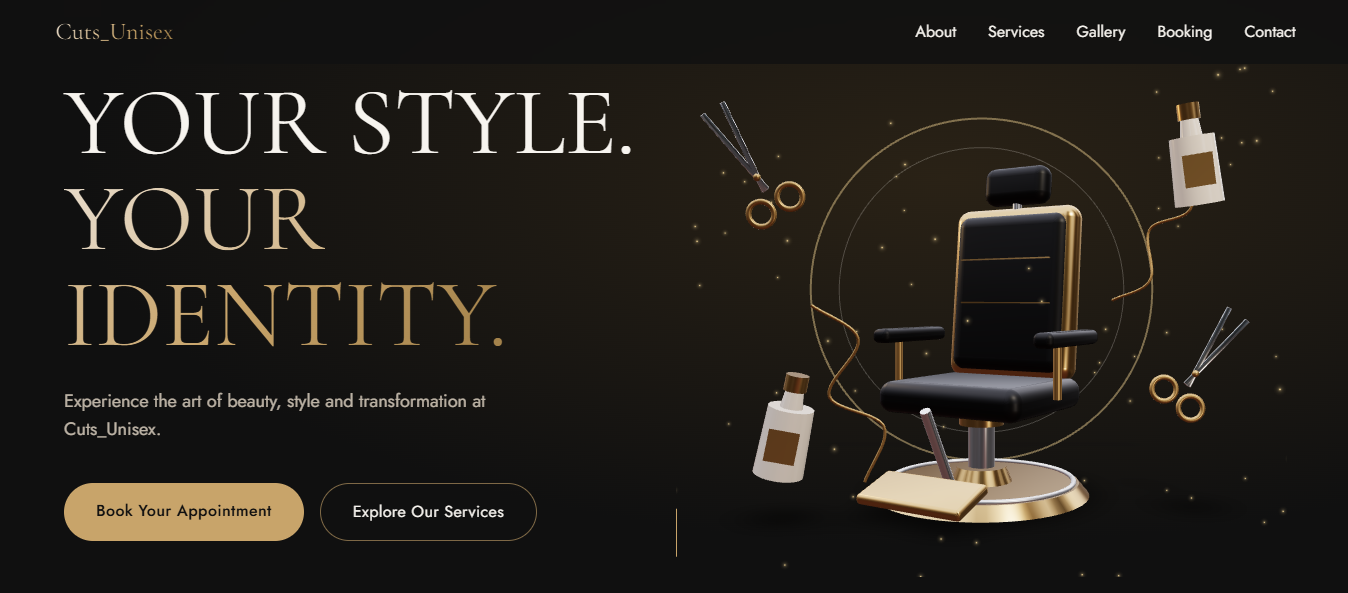 Cuts_Unisex
About
Services
Gallery
Booking
Contact
YOUR STYLE.
YOUR
IDENTITY.
Experience the art of beauty, style and transformation at
Cuts_Unisex.
Book Your Appointment
Explore Our Services